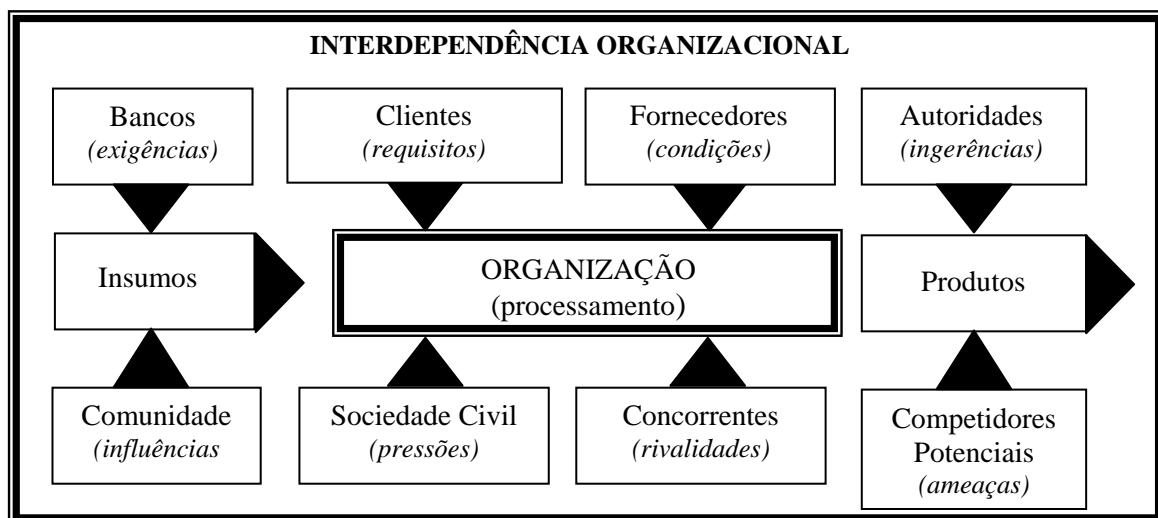 INTERDEPENDÊNCIA ORGANIZACIONAL
Bancos
(exigências)
Clientes
(requisitos)
Fornecedores
(condições)
Autoridades
(ingerências)
Insumos
ORGANIZAÇÃO
(processamento)
Produtos
Comunidade
(influências
Sociedade Civil
(pressões)
Concorrentes
(rivalidades)
Competidores
Potenciais
(ameaças)